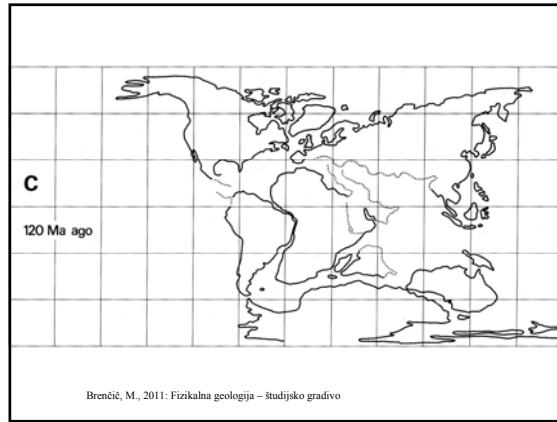 C
120 Ma ago
Brenčič, M., 2011: Fizikalna geologija – študijsko gradivo